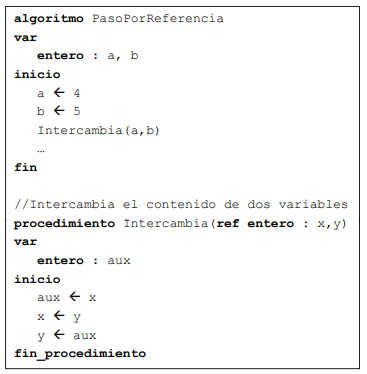 algoritmo PasoPorReferencia
var
entero : a, b
inicio
a ← 4
b ← 5
Intercambia(a,b)
…
fin
//Intercambia el contenido de dos variables
procedimiento Intercambia(ref entero : x,y)
var
entero : aux
inicio
aux ← x
x ← y
y ← aux
fin_procedimiento